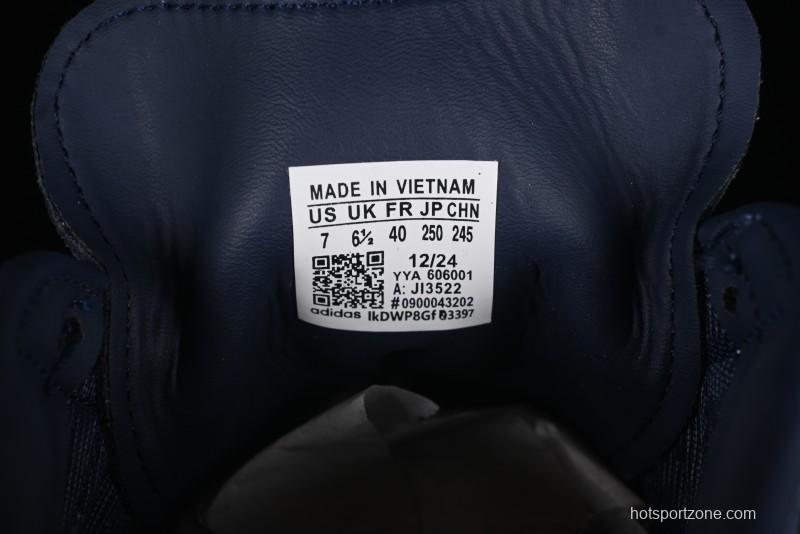 MADE IN VIETNAM
US UK FR JP CHN
7 6½ 40 250 245
12/24
YYA 606001
A: JI3522
#0900043202
adidas
hotsportzone.com